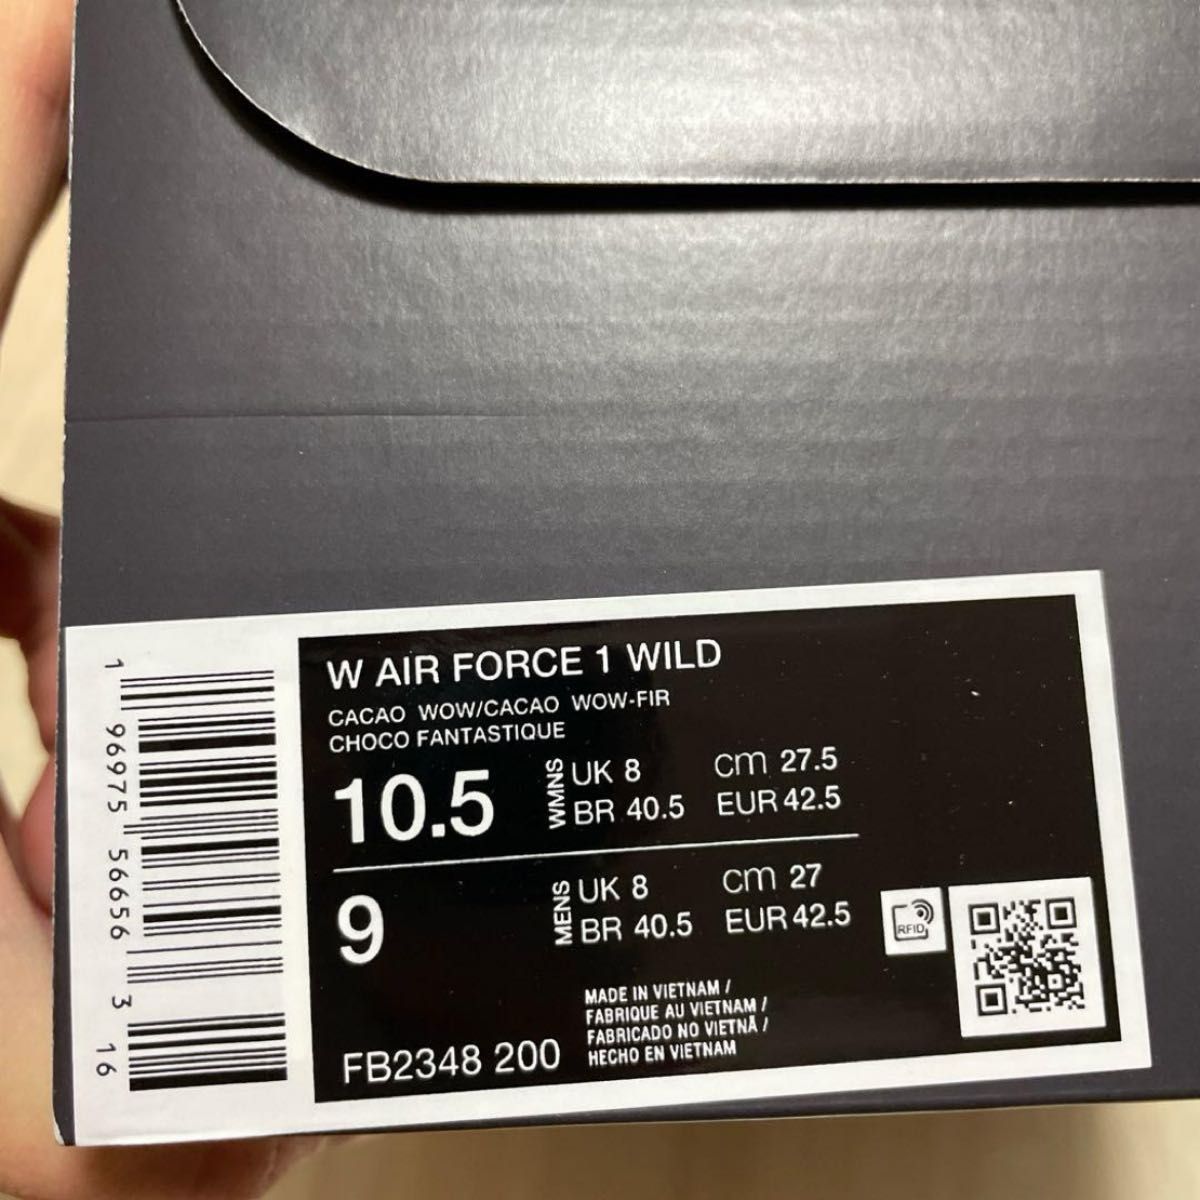 W AIR FORCE 1 WILD
CACAO WOW/CACAO WOW-FIR
CHOCO FANTASTIQUE
10.5
WMNS
UK 8 cm 27.5
BR 40.5 EUR 42.5
9
MENS
UK 8 cm 27
BR 40.5 EUR 42.5
RFID
MADE IN VIETNAM /
FABRIQUE AU VIETNAM /
FABRICADO NO VIETNÃ /
HECHO EN VIETNAM
FB2348 200
1 96975 56656 3 16